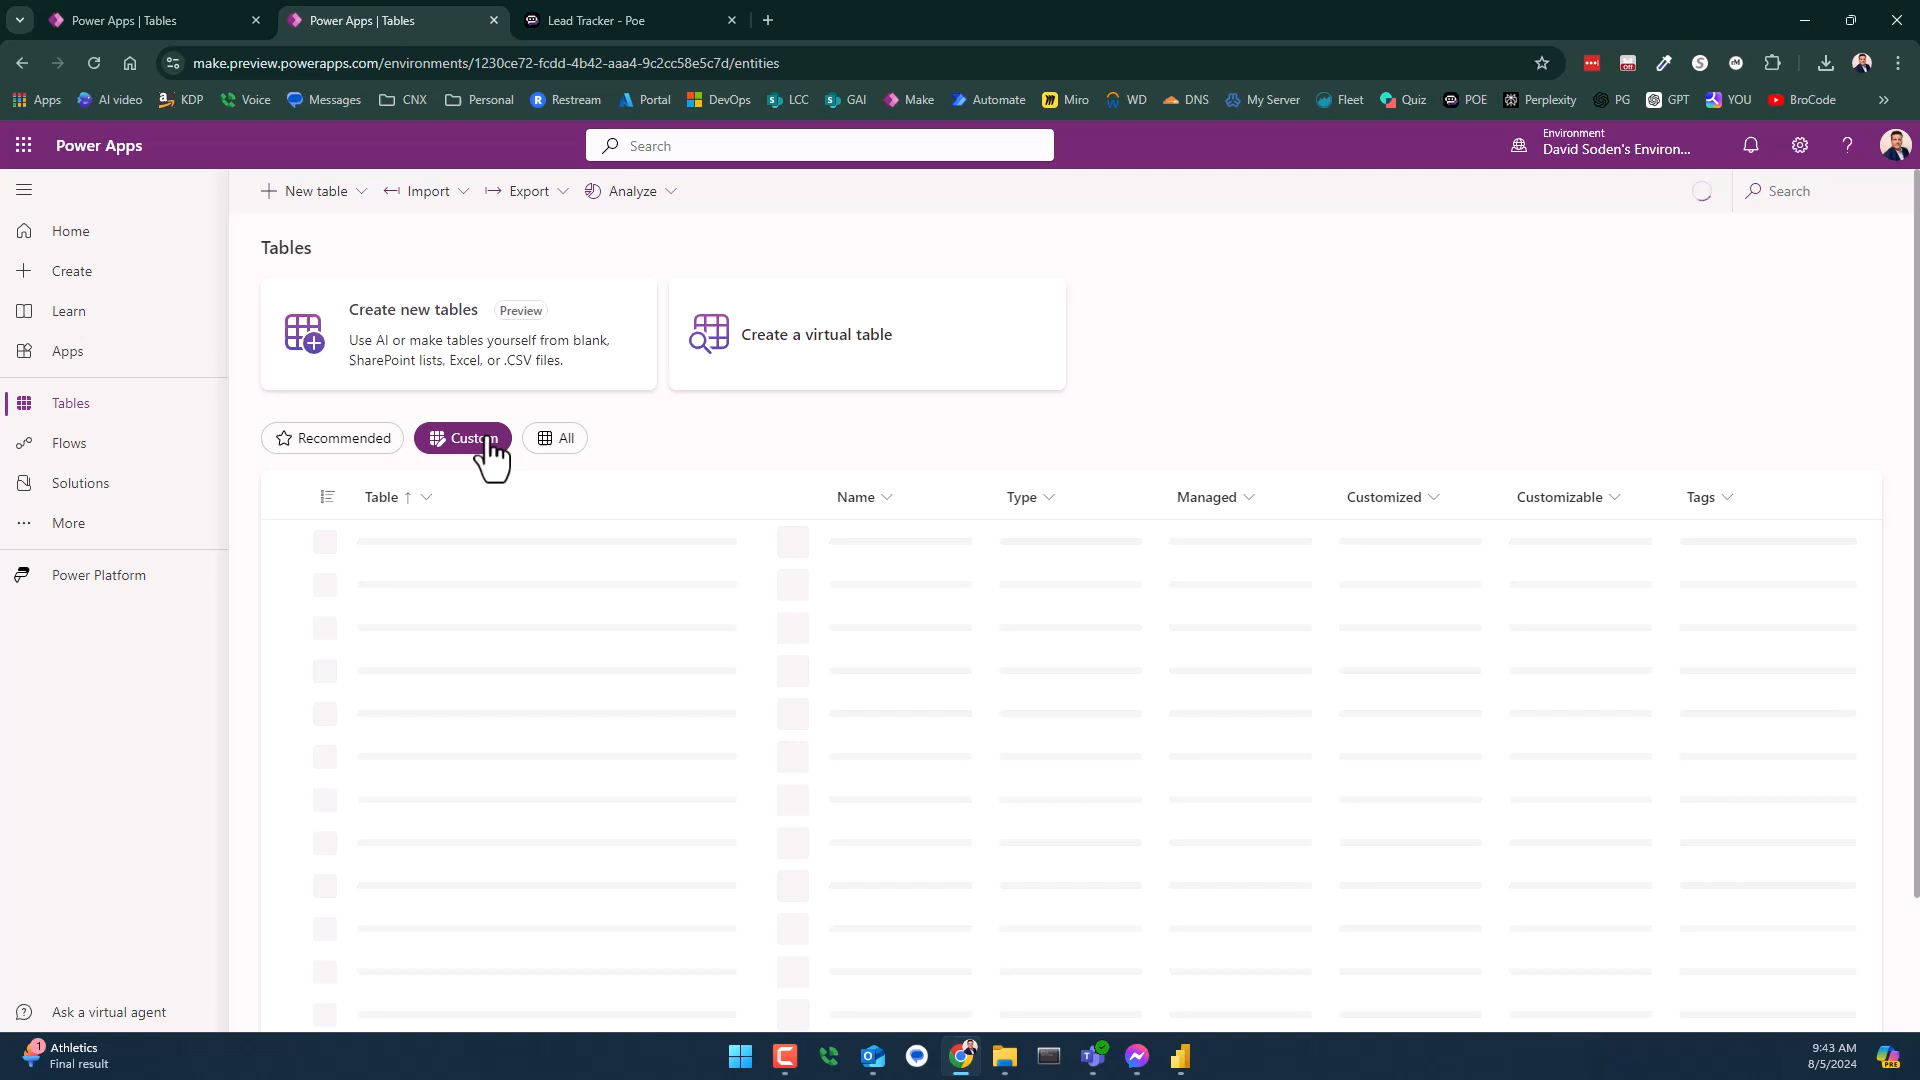 Power Apps | Tables
Power Apps | Tables
Lead Tracker - Poe
make.preview.powerapps.com/environments/1230ce72-fcdd-4b42-aaa4-9c2cc58e5c7d/entities
Apps
AI video
KDP
Voice
Messages
CNX
Personal
Restream
Portal
DevOps
LCC
GAI
Make
Automate
Miro
WD
DNS
My Server
Fleet
Quiz
POE
Perplexity
PG
GPT
YOU
BroCode
Power Apps
Search
Environment
David Soden's Environ...
New table
Import
Export
Analyze
Search
Home
Create
Learn
Apps
Tables
Flows
Solutions
More
Power Platform
Ask a virtual agent
Tables
Create new tables
Preview
Use AI or make tables yourself from blank,
SharePoint lists, Excel, or .CSV files.
Create a virtual table
Recommended
Custom
All
Table
Name
Type
Managed
Customized
Customizable
Tags
1
Athletics
Final result
9:43 AM
8/5/2024